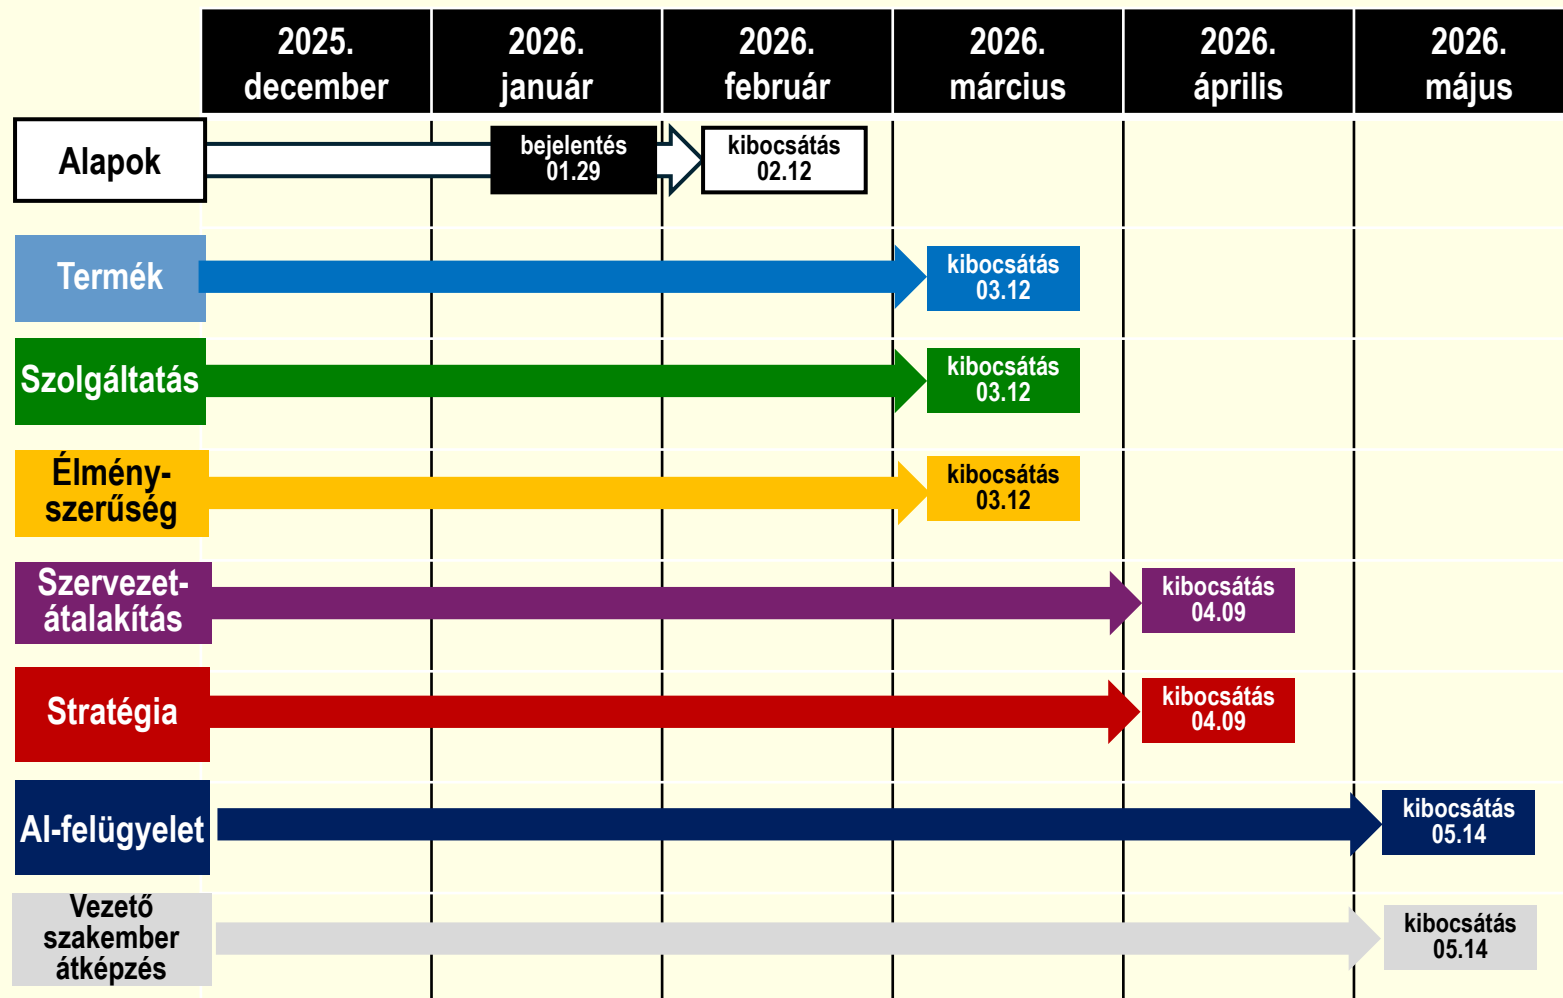 2025.
december
2026.
január
2026.
február
2026.
március
2026.
április
2026.
május
Alapok
bejelentés
01.29
kibocsátás
02.12
Termék
kibocsátás
03.12
Szolgáltatás
kibocsátás
03.12
Élmény-
szerűség
kibocsátás
03.12
Szervezet-
átalakítás
kibocsátás
04.09
Stratégia
kibocsátás
04.09
AI-felügyelet
kibocsátás
05.14
Vezető
szakember
átképzés
kibocsátás
05.14